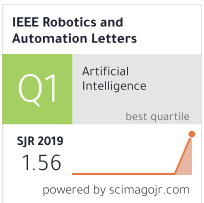 IEEE Robotics and
Automation Letters
Q1
Artificial
Intelligence
best quartile
SJR 2019
1.56
powered by scimagojr.com